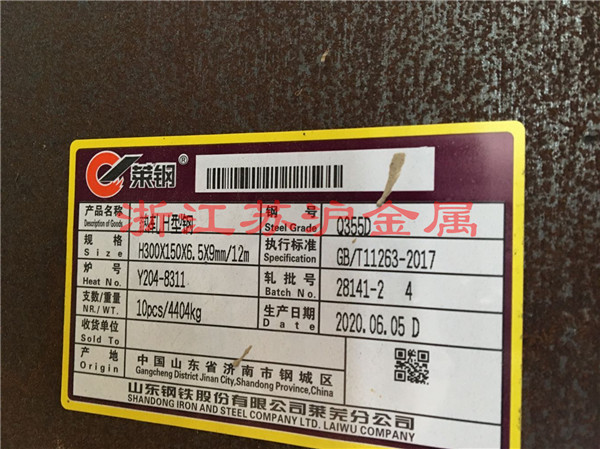 莱钢®
产品名称 热轧H型钢 钢号 Q355D
Description of Goods Steel Grade
规格 H300X150X6.5X9mm/12m 执行标准 GB/T11263-2017
Size Specification
炉号 Y204-8311 轧批号 28141-2 4
Heat No. Batch No.
支数/重量 10pcs/4404kg 生产日期 2020.06.05 D
NR./WT. Date
收货单位
Sold To
产地 中国山东省济南市钢城区
Origin Gangcheng District Jinan City,Shandong Province,China
山东钢铁股份有限公司莱芜分公司
SHANDONG IRON AND STEEL COMPANY LTD. LAIWU COMPANY
浙江苏沪金属